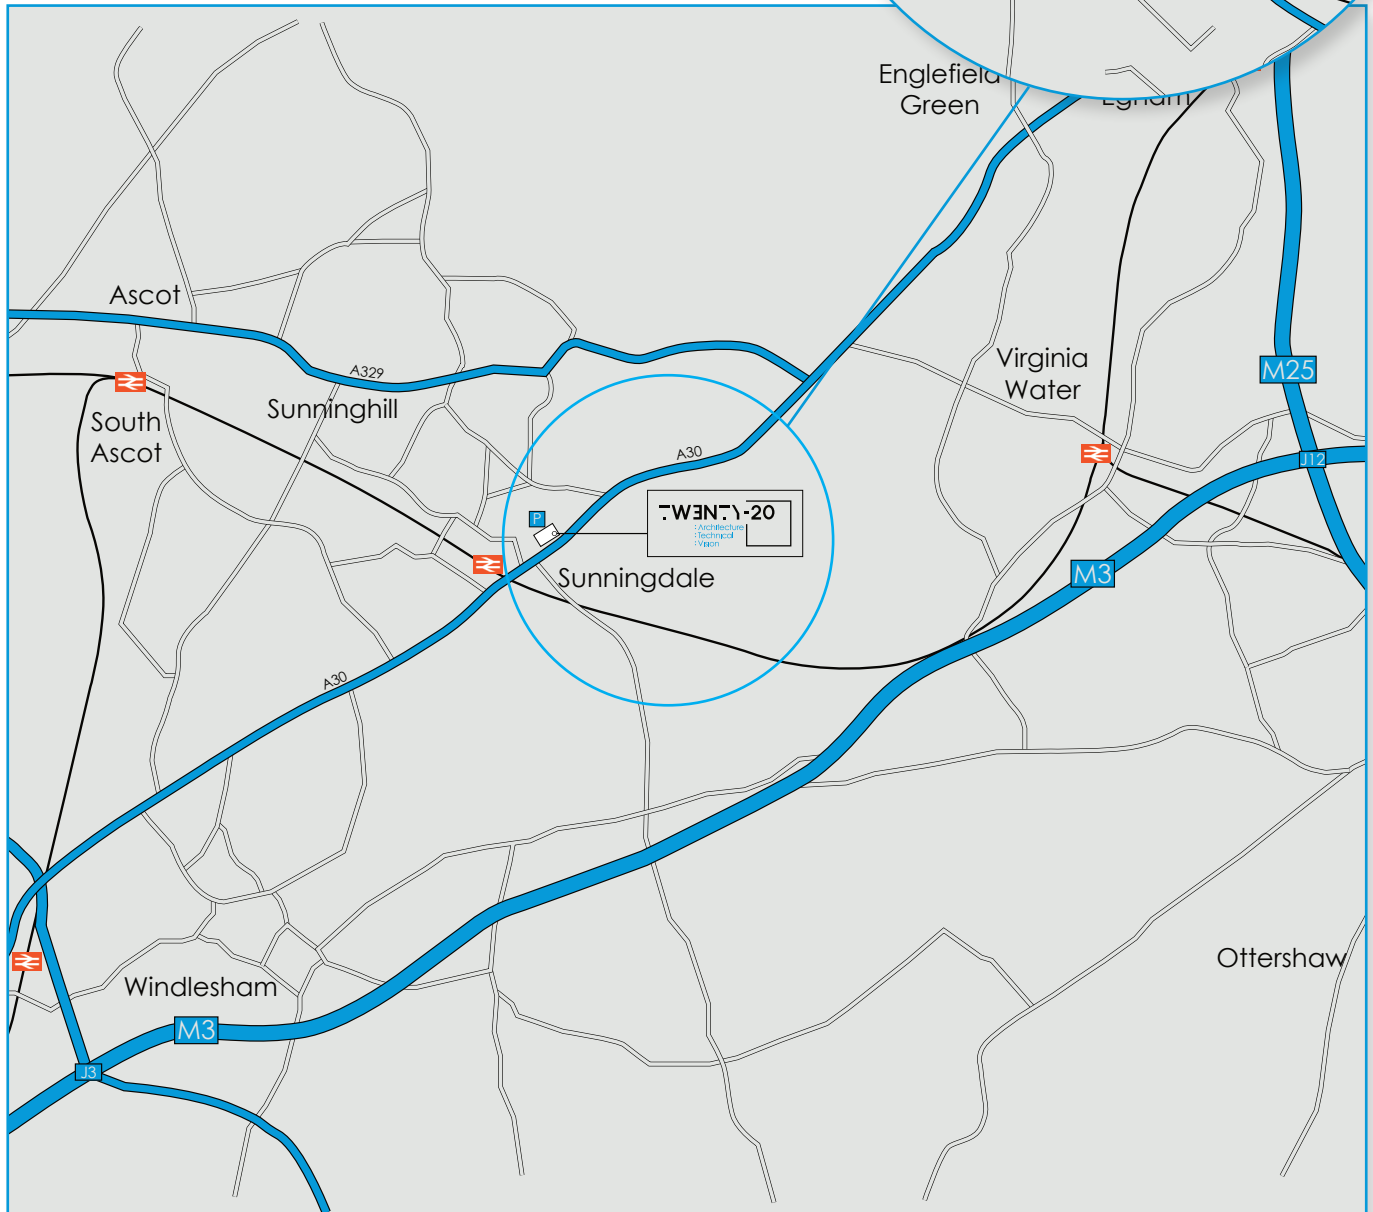 Englefield
Green
Egham
Ascot
A329
Sunninghill
South
Ascot
Virginia
Water
M25
J12
A30
P
TWENTY-20
:Architecture
:Technical
:Vision
Sunningdale
M3
A30
Ottershaw
Windlesham
M3
J3